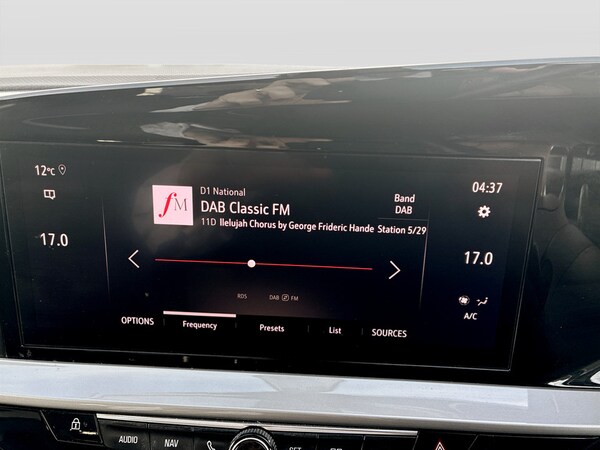 12°C
04:37
D1 National
DAB Classic FM
Band
DAB
fM
11D llelujah Chorus by George Frideric Hande Station 5/29
17.0
17.0
RDS DAB FM
A/C
OPTIONS Frequency Presets List SOURCES
AUDIO NAV